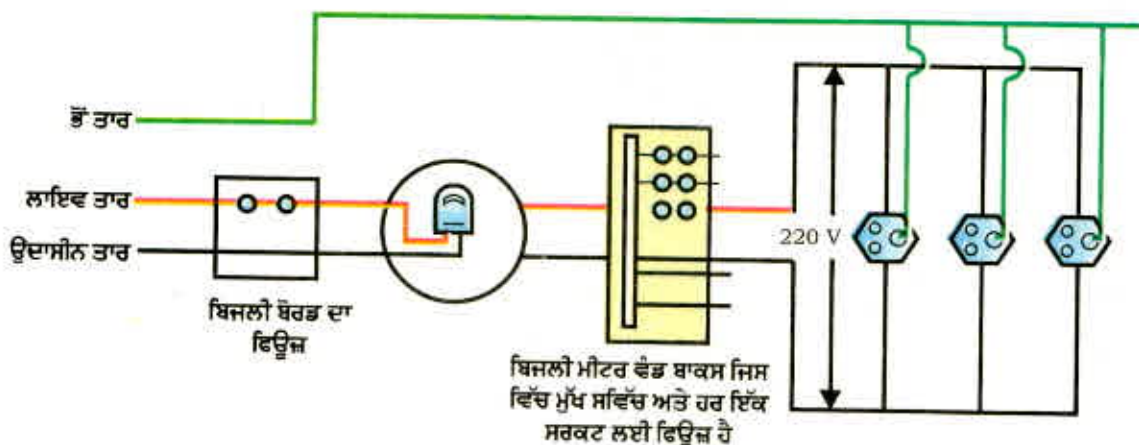 ਭੋਂ ਤਾਰ
ਲਾਇਵ ਤਾਰ
ਉਦਾਸੀਨ ਤਾਰ
220 V
ਬਿਜਲੀ ਬੋਰਡ ਦਾ
ਫਿਊਜ਼
ਬਿਜਲੀ ਮੀਟਰ ਵੰਡ ਬਾਕਸ ਜਿਸ
ਵਿੱਚ ਮੁੱਖ ਸਵਿੱਚ ਅਤੇ ਹਰ ਇੱਕ
ਸਰਕਟ ਲਈ ਫਿਊਜ਼ ਹੈ